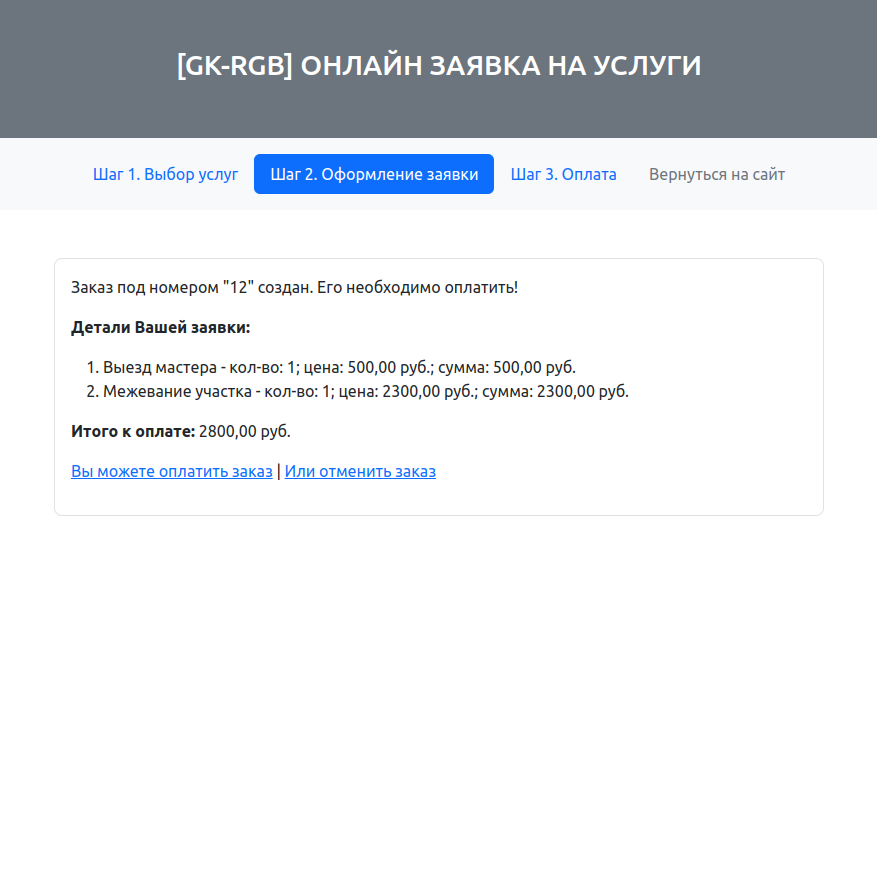 [GK-RGB] ОНЛАЙН ЗАЯВКА НА УСЛУГИ
Шаг 1. Выбор услуг Шаг 2. Оформление заявки Шаг 3. Оплата Вернуться на сайт
Заказ под номером "12" создан. Его необходимо оплатить!
Детали Вашей заявки:
1. Выезд мастера - кол-во: 1; цена: 500,00 руб.; сумма: 500,00 руб.
2. Межевание участка - кол-во: 1; цена: 2300,00 руб.; сумма: 2300,00 руб.
Итого к оплате: 2800,00 руб.
Вы можете оплатить заказ | Или отменить заказ